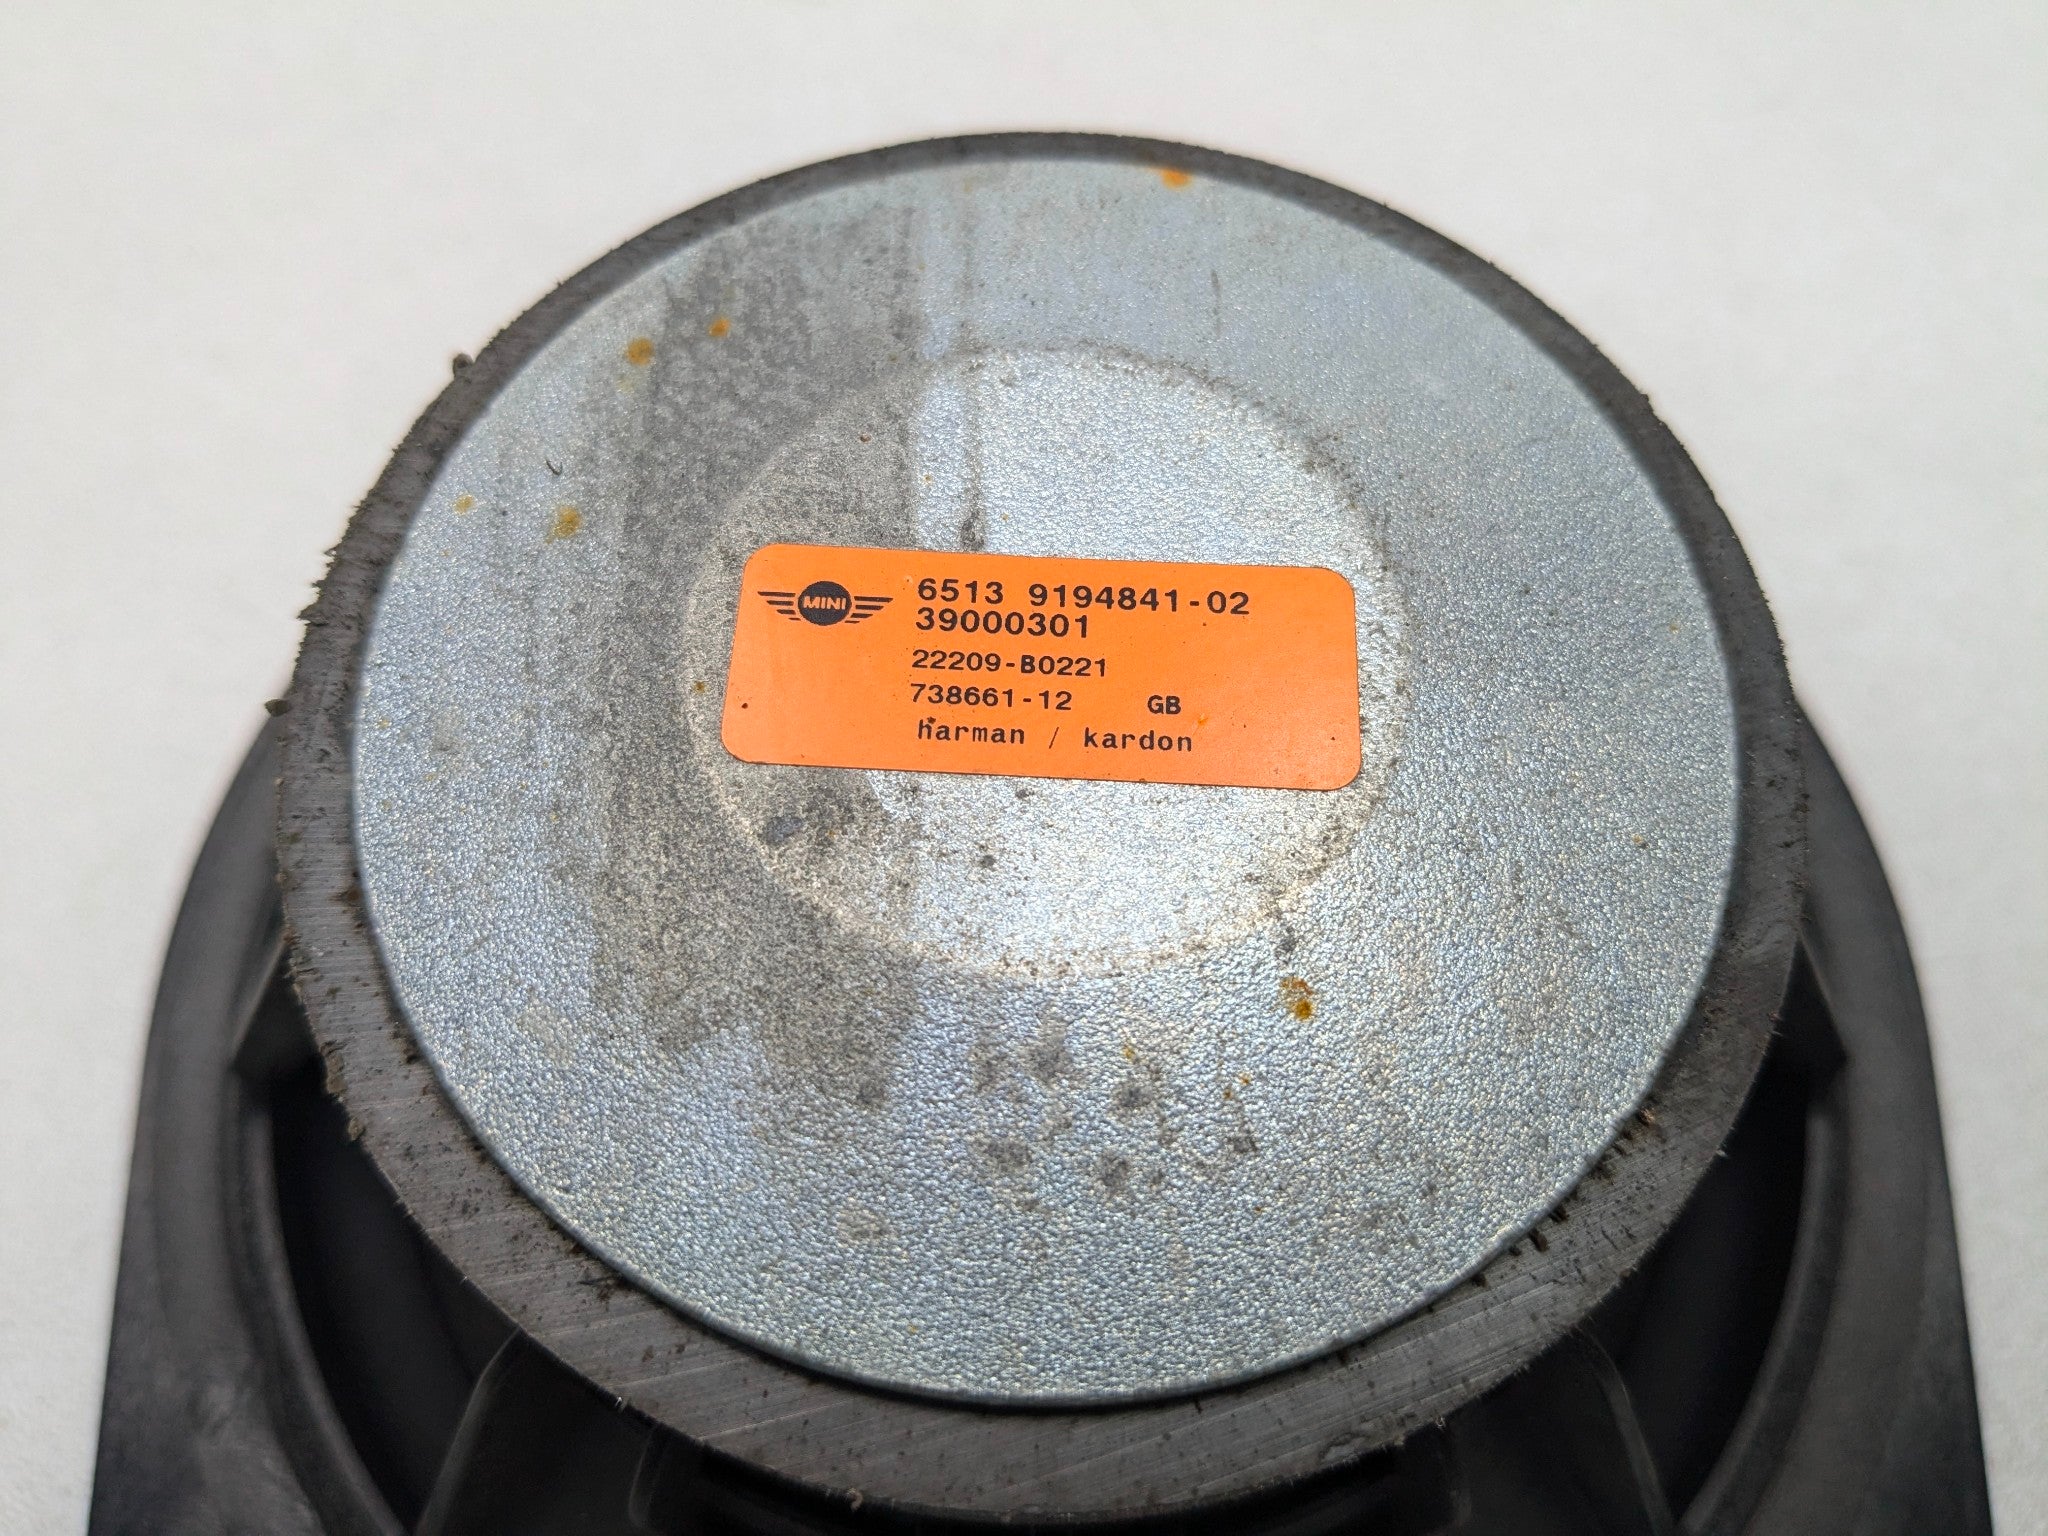 MINI
6513 9194841-02
39000301
22209-B0221
738661-12 GB
harman / kardon